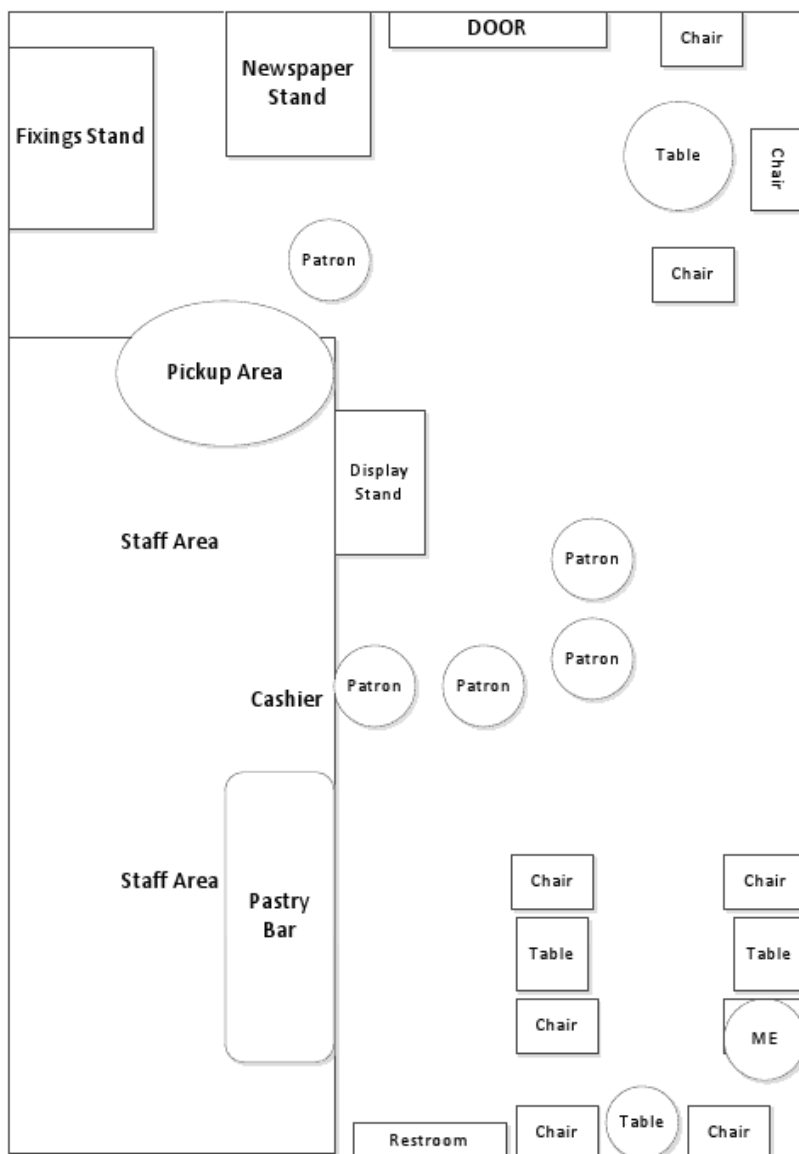 DOOR
Chair
Newspaper
Stand
Fixings Stand
Table
Chair
Patron
Chair
Pickup Area
Display
Stand
Staff Area
Patron
Patron
Patron
Patron
Cashier
Staff Area
Chair
Chair
Pastry
Bar
Table
Table
Chair
ME
Restroom
Chair
Table
Chair